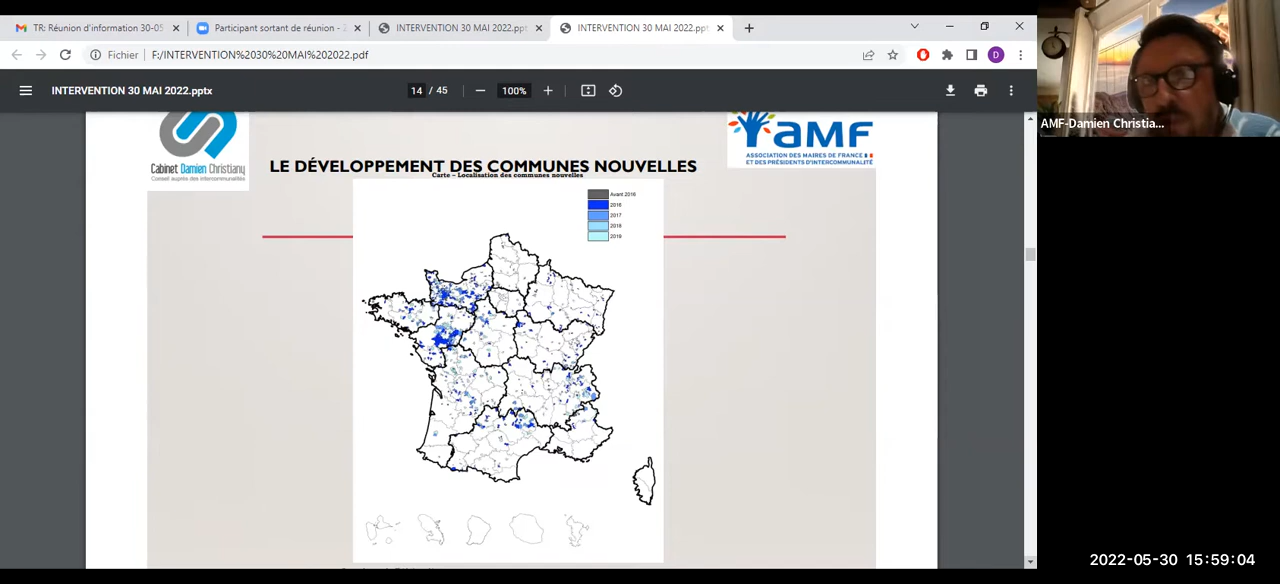 TR: Réunion d'information 30-05
Participant sortant de réunion - Z
INTERVENTION 30 MAI 2022.ppt
INTERVENTION 30 MAI 2022.ppt
Fichier
F:/INTERVENTION%2030%20MAI%202022.pdf
D
INTERVENTION 30 MAI 2022.pptx
14 / 45
100%
AMF-Damien Christia...
Cabinet Damien Christiany
Conseil auprès des intercommunalités
AMF
ASSOCIATION DES MAIRES DE FRANCE
ET DES PRÉSIDENTS D'INTERCOMMUNALITÉ
LE DÉVELOPPEMENT DES COMMUNES NOUVELLES
Carte – Localisation des communes nouvelles
Avant 2016
2016
2017
2018
2019
2022-05-30 15:59:04